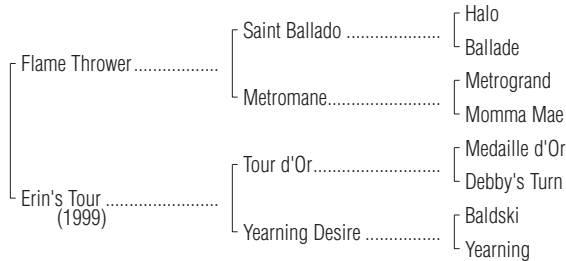 Halo
Saint Ballado ....................
Ballade
Flame Thrower..................
Metrogrand
Metromane........................
Momma Mae
Medaille d'Or
Tour d'Or...........................
Debby's Turn
Erin's Tour ........................
(1999)
Baldski
Yearning Desire ................
Yearning